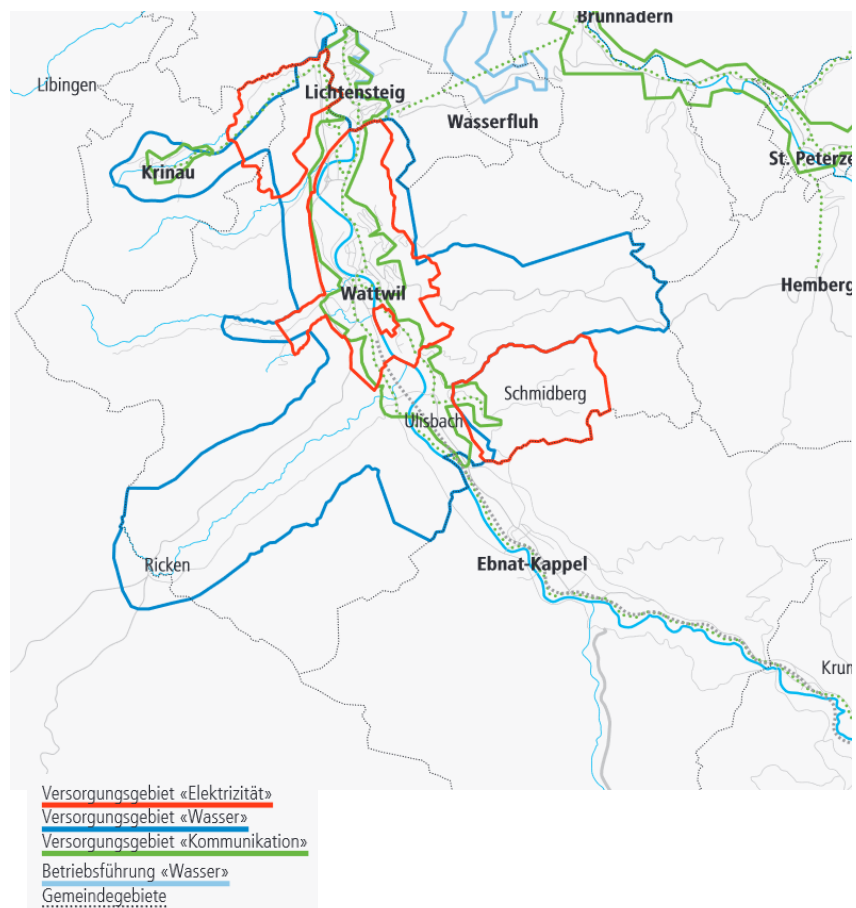 Brunnadern
Libingen
Lichtensteig
Wasserfluh
St. Peterze
Krinau
Hemberg
Wattwil
Schmidberg
Ulisbach
Ricken
Ebnat-Kappel
Krum
Versorgungsgebiet «Elektrizität»
Versorgungsgebiet «Wasser»
Versorgungsgebiet «Kommunikation»
Betriebsführung «Wasser»
Gemeindegebiete